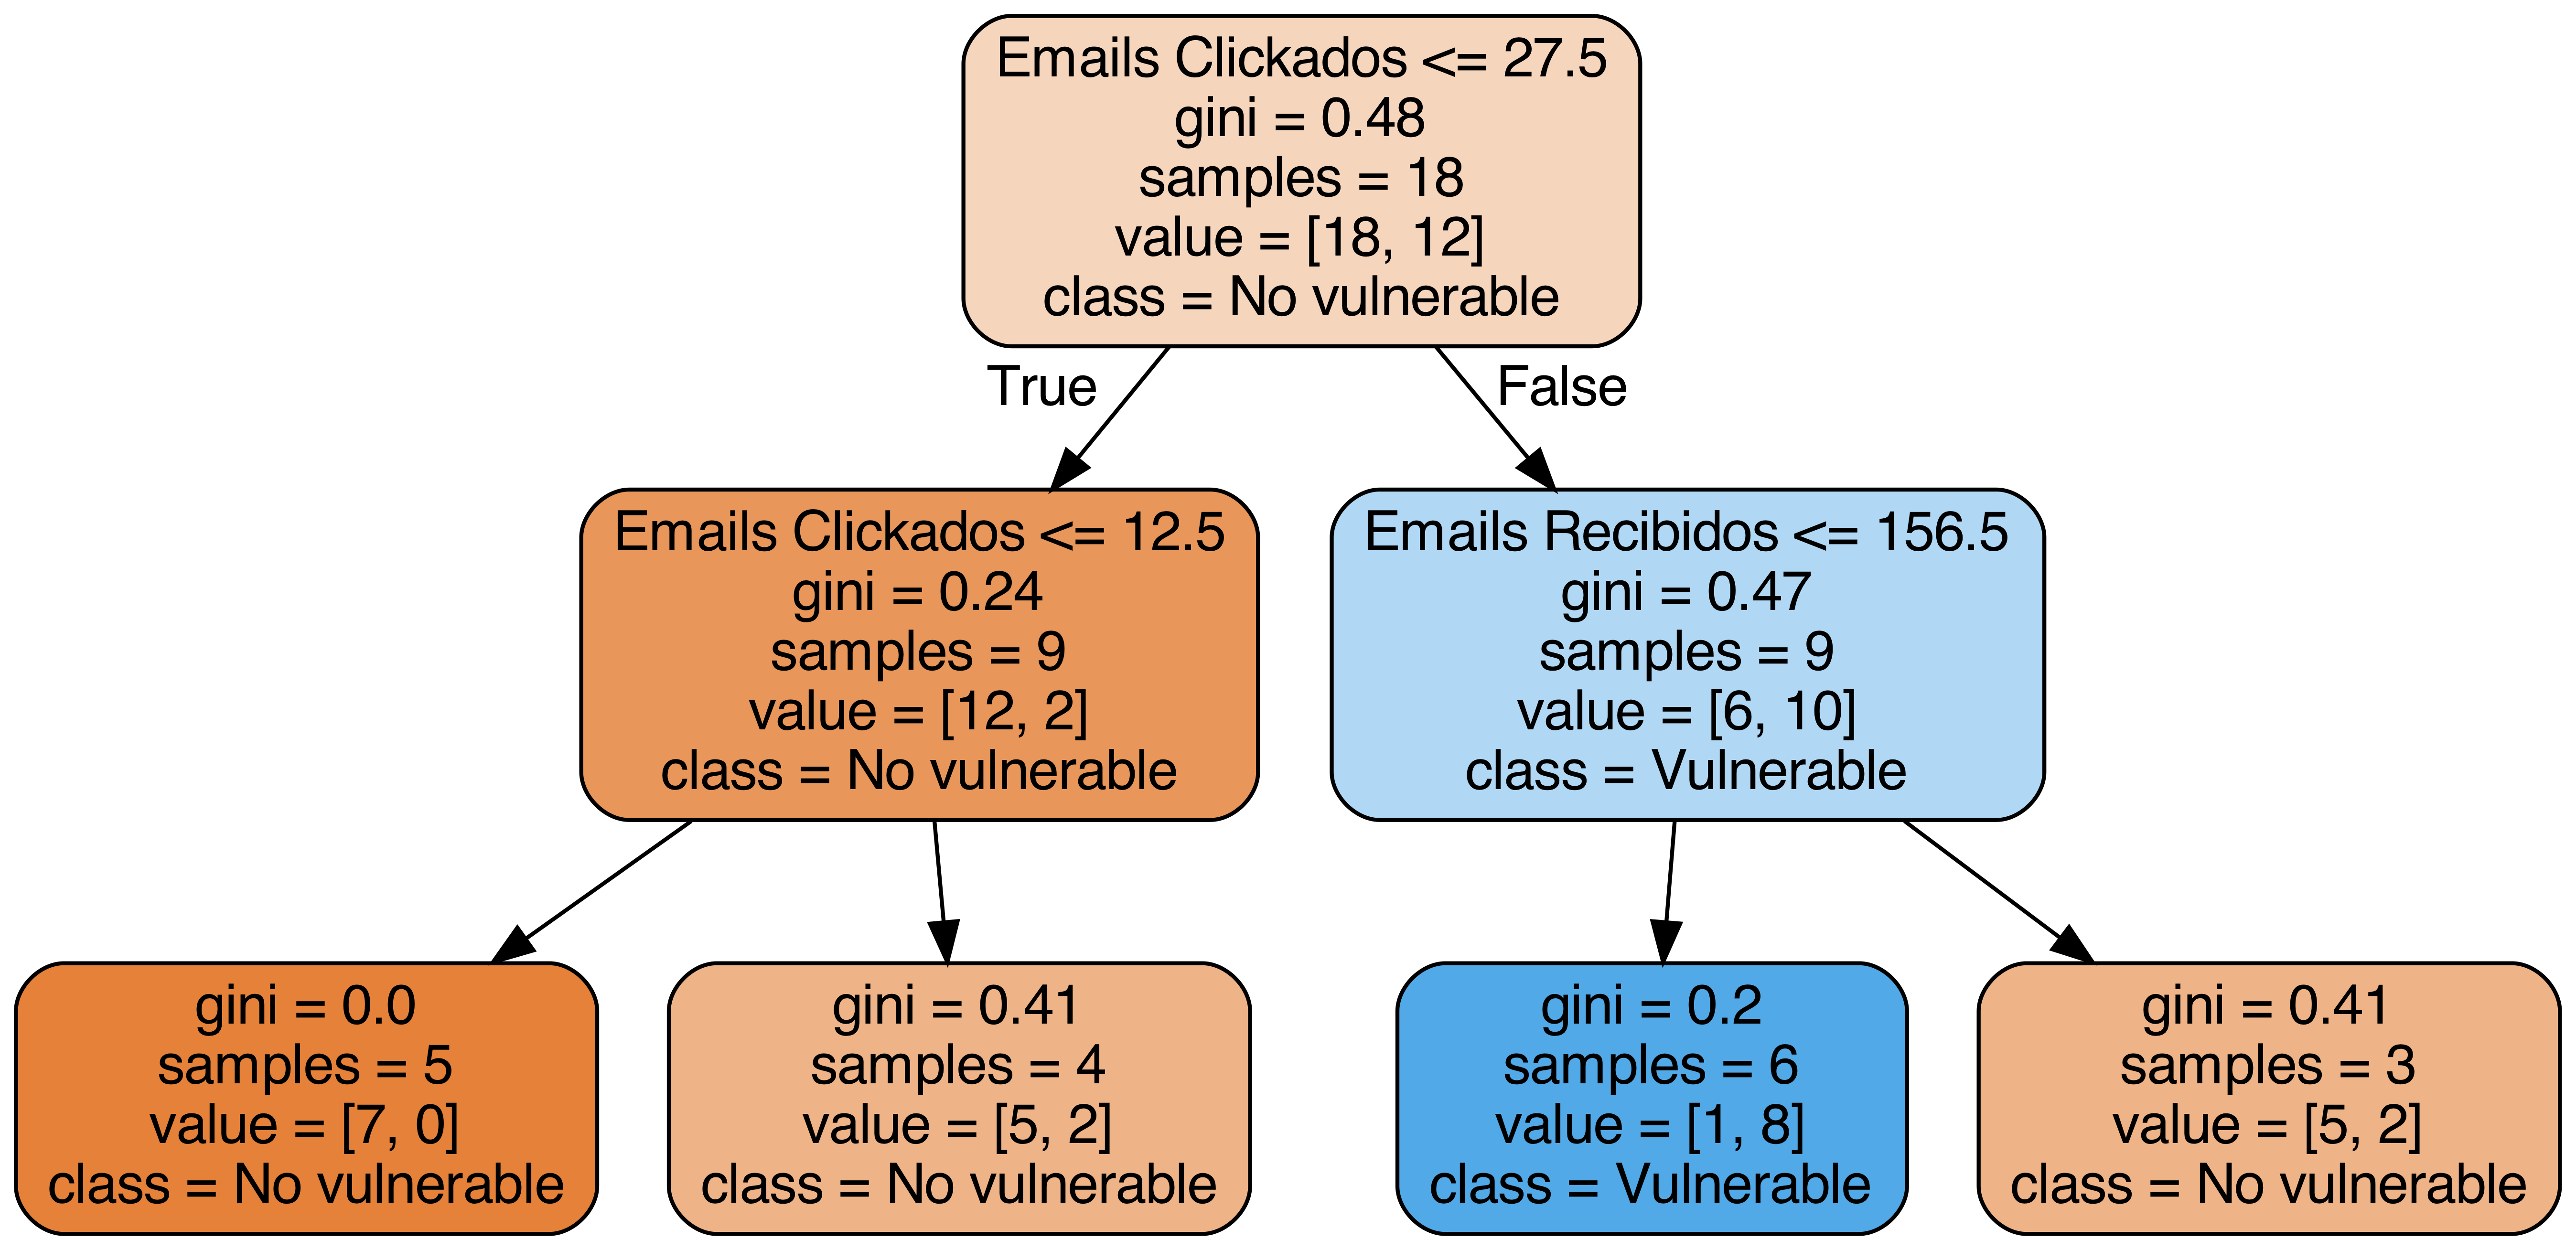 Emails Clickados <= 27.5
gini = 0.48
samples = 18
value = [18, 12]
class = No vulnerable
True
False
Emails Clickados <= 12.5
gini = 0.24
samples = 9
value = [12, 2]
class = No vulnerable
Emails Recibidos <= 156.5
gini = 0.47
samples = 9
value = [6, 10]
class = Vulnerable
gini = 0.0
samples = 5
value = [7, 0]
class = No vulnerable
gini = 0.41
samples = 4
value = [5, 2]
class = No vulnerable
gini = 0.2
samples = 6
value = [1, 8]
class = Vulnerable
gini = 0.41
samples = 3
value = [5, 2]
class = No vulnerable